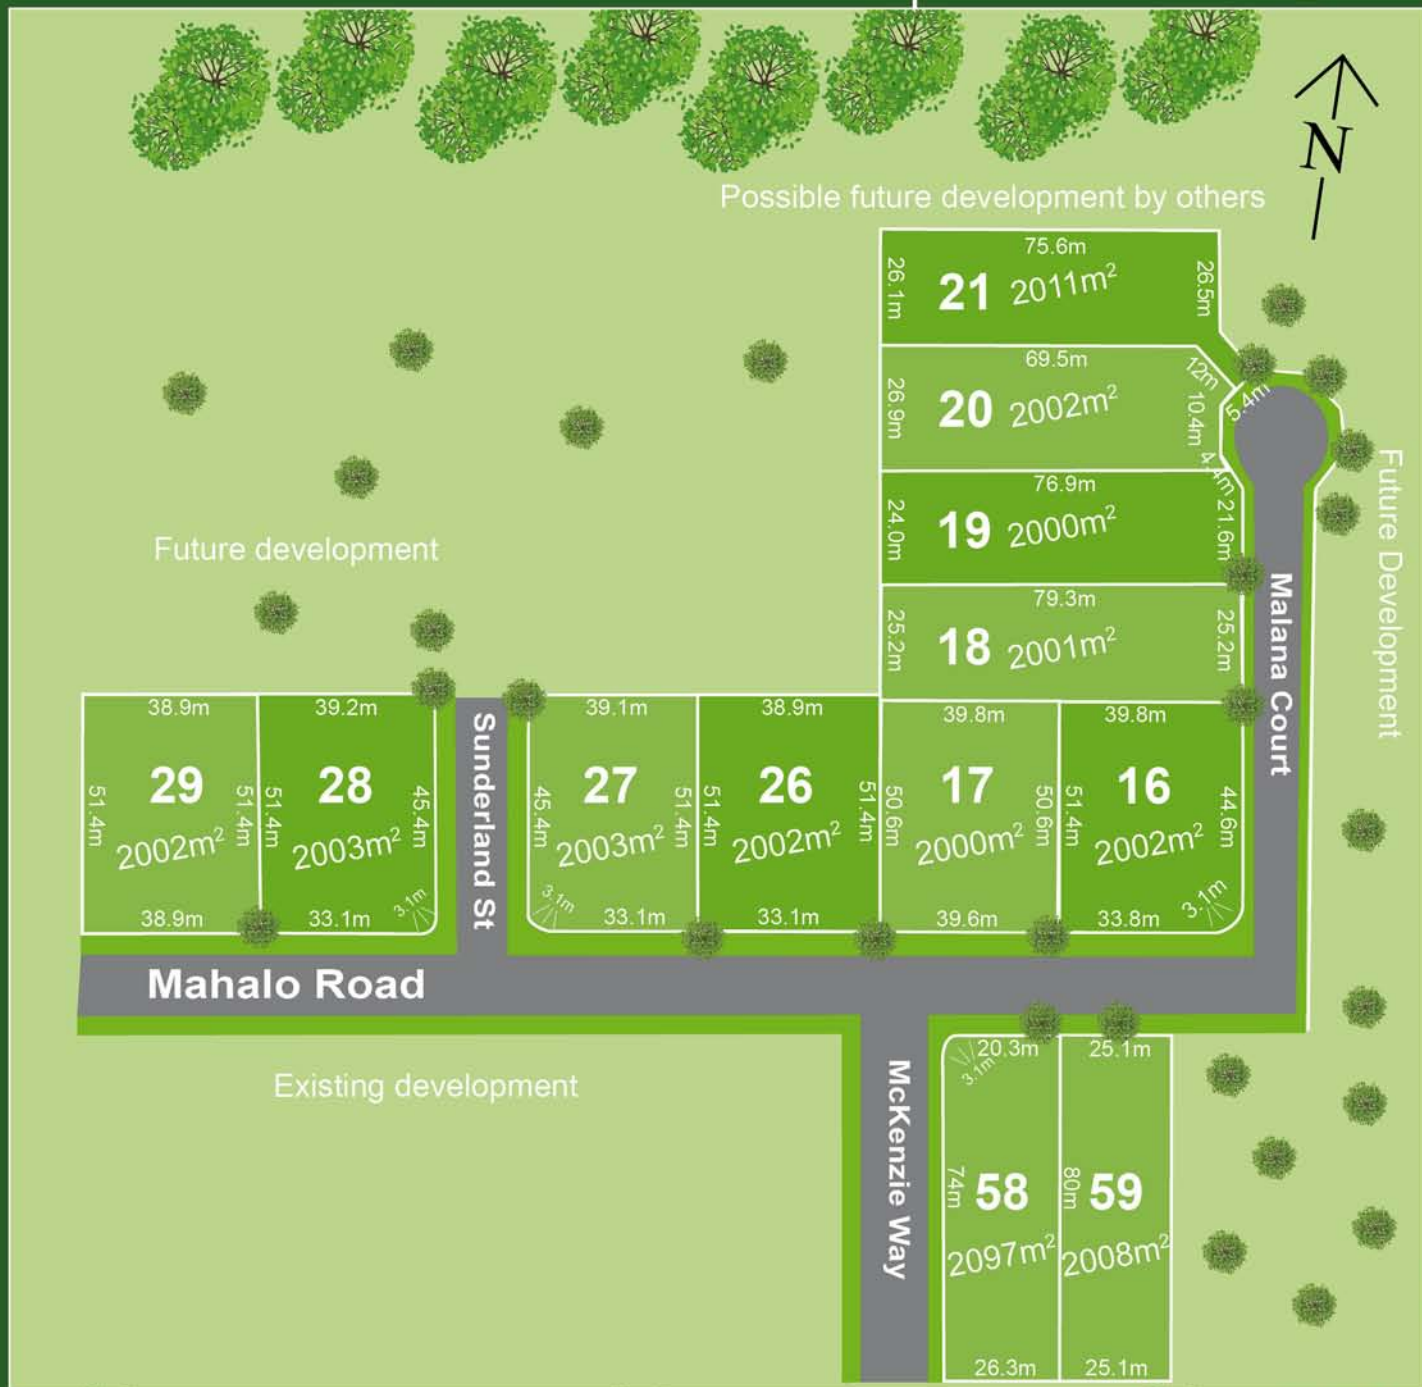 Possible future development by others
N
75.6m
26.1m
21
2011m²
26.5m
69.5m
12m
26.9m
20
2002m²
10.4m
5.4m
4.4m
76.9m
24.0m
19
2000m²
21.6m
79.3m
25.2m
18
2001m²
25.2m
Malana Court
Future Development
Future development
38.9m
51.4m
29
51.4m
2002m²
38.9m
39.2m
51.4m
28
45.4m
2003m²
3.1m
33.1m
Sunderland St
39.1m
45.4m
27
51.4m
2003m²
3.1m
33.1m
38.9m
51.4m
26
51.4m
2002m²
33.1m
39.8m
50.6m
17
50.6m
2000m²
39.6m
39.8m
51.4m
16
44.6m
2002m²
3.1m
33.8m
Mahalo Road
Existing development
McKenzie Way
20.3m
3.1m
74m
58
2097m²
26.3m
25.1m
80m
59
2008m²
25.1m